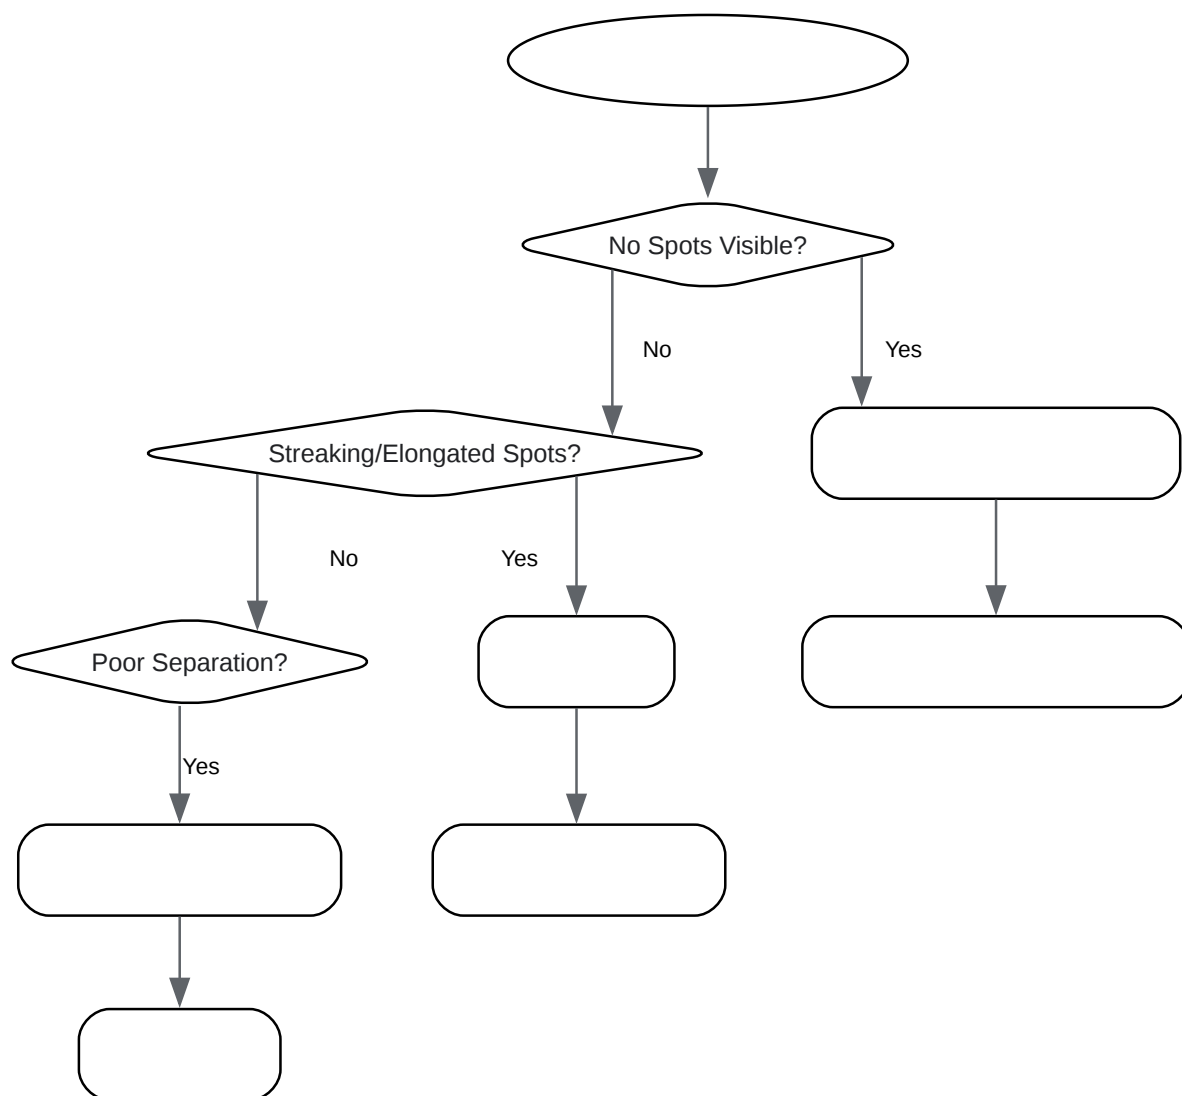 No Spots Visible?
No
Yes
Streaking/Elongated Spots?
No
Yes
Poor Separation?
Yes